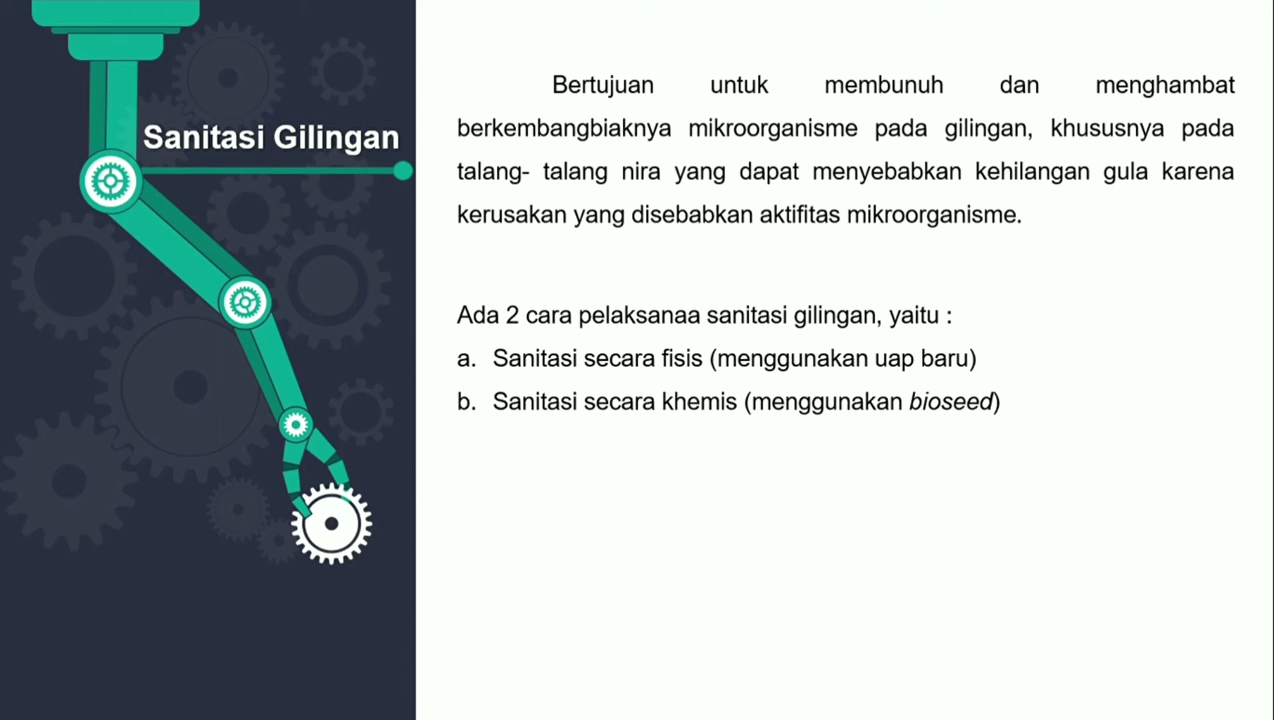 Sanitasi Gilingan
Bertujuan untuk membunuh dan menghambat
berkembangbiaknya mikroorganisme pada gilingan, khususnya pada
talang- talang nira yang dapat menyebabkan kehilangan gula karena
kerusakan yang disebabkan aktifitas mikroorganisme.
Ada 2 cara pelaksanaa sanitasi gilingan, yaitu :
a. Sanitasi secara fisis (menggunakan uap baru)
b. Sanitasi secara khemis (menggunakan bioseed)